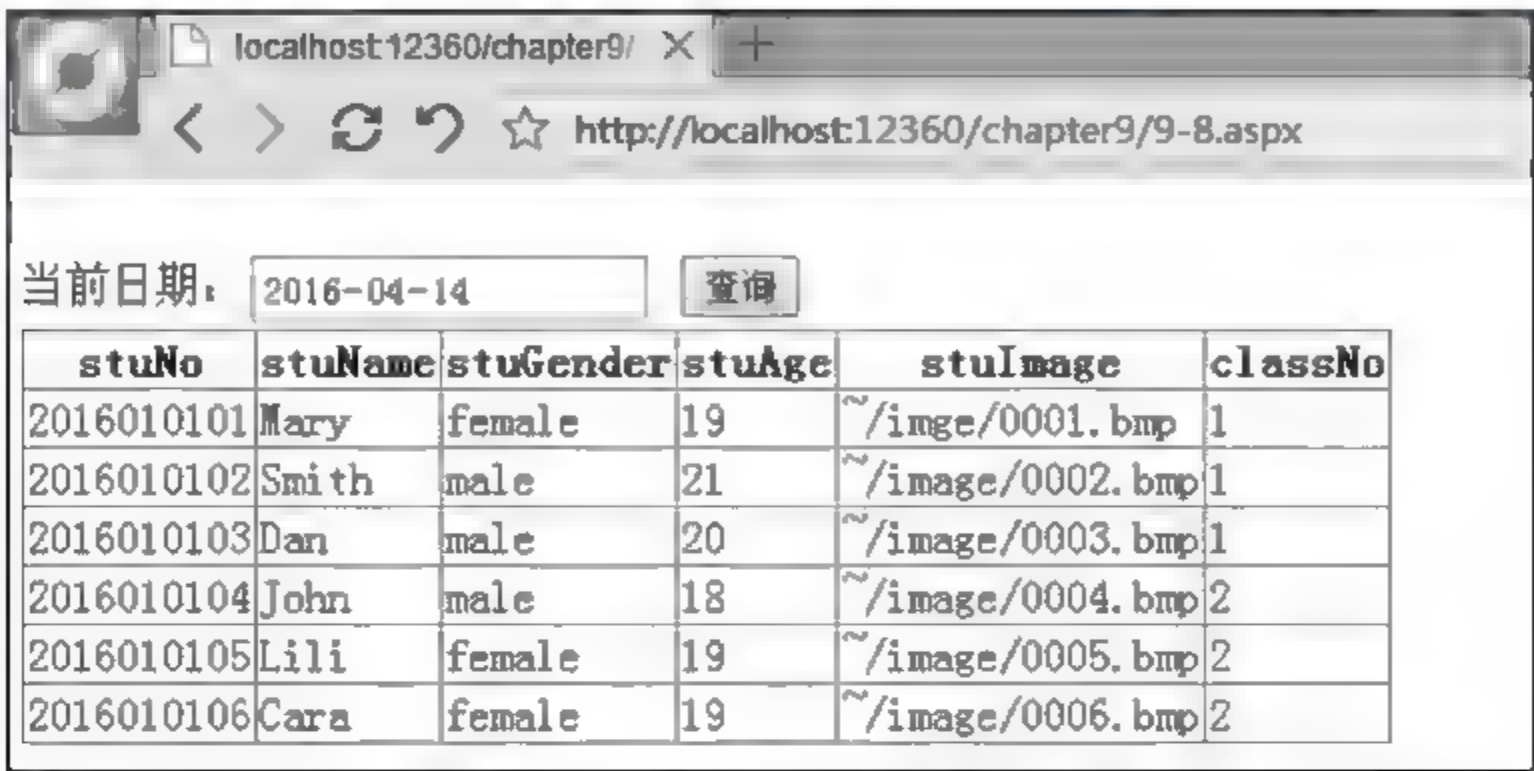 localhost:12360/chapter9/
http://localhost:12360/chapter9/9-8.aspx
当前日期： 2016-04-14 查询
stuNo stuName stuGender stuAge stuImage classNo
2016010101 Mary female 19 ~/imge/0001.bmp 1
2016010102 Smith male 21 ~/image/0002.bmp 1
2016010103 Dan male 20 ~/image/0003.bmp 1
2016010104 John male 18 ~/image/0004.bmp 2
2016010105 Lili female 19 ~/image/0005.bmp 2
2016010106 Cara female 19 ~/image/0006.bmp 2